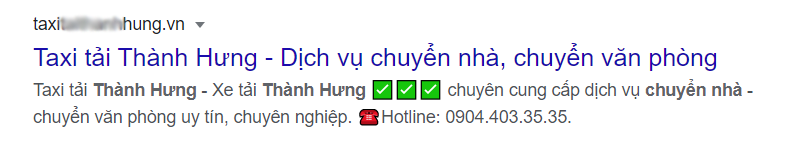 taxi hung.vn
Taxi tải Thành Hưng - Dịch vụ chuyển nhà, chuyển văn phòng
Taxi tải Thành Hưng - Xe tải Thành Hưng ✅✅✅ chuyên cung cấp dịch vụ chuyển nhà -
chuyển văn phòng uy tín, chuyên nghiệp. ☎Hotline: 0904.403.35.35.